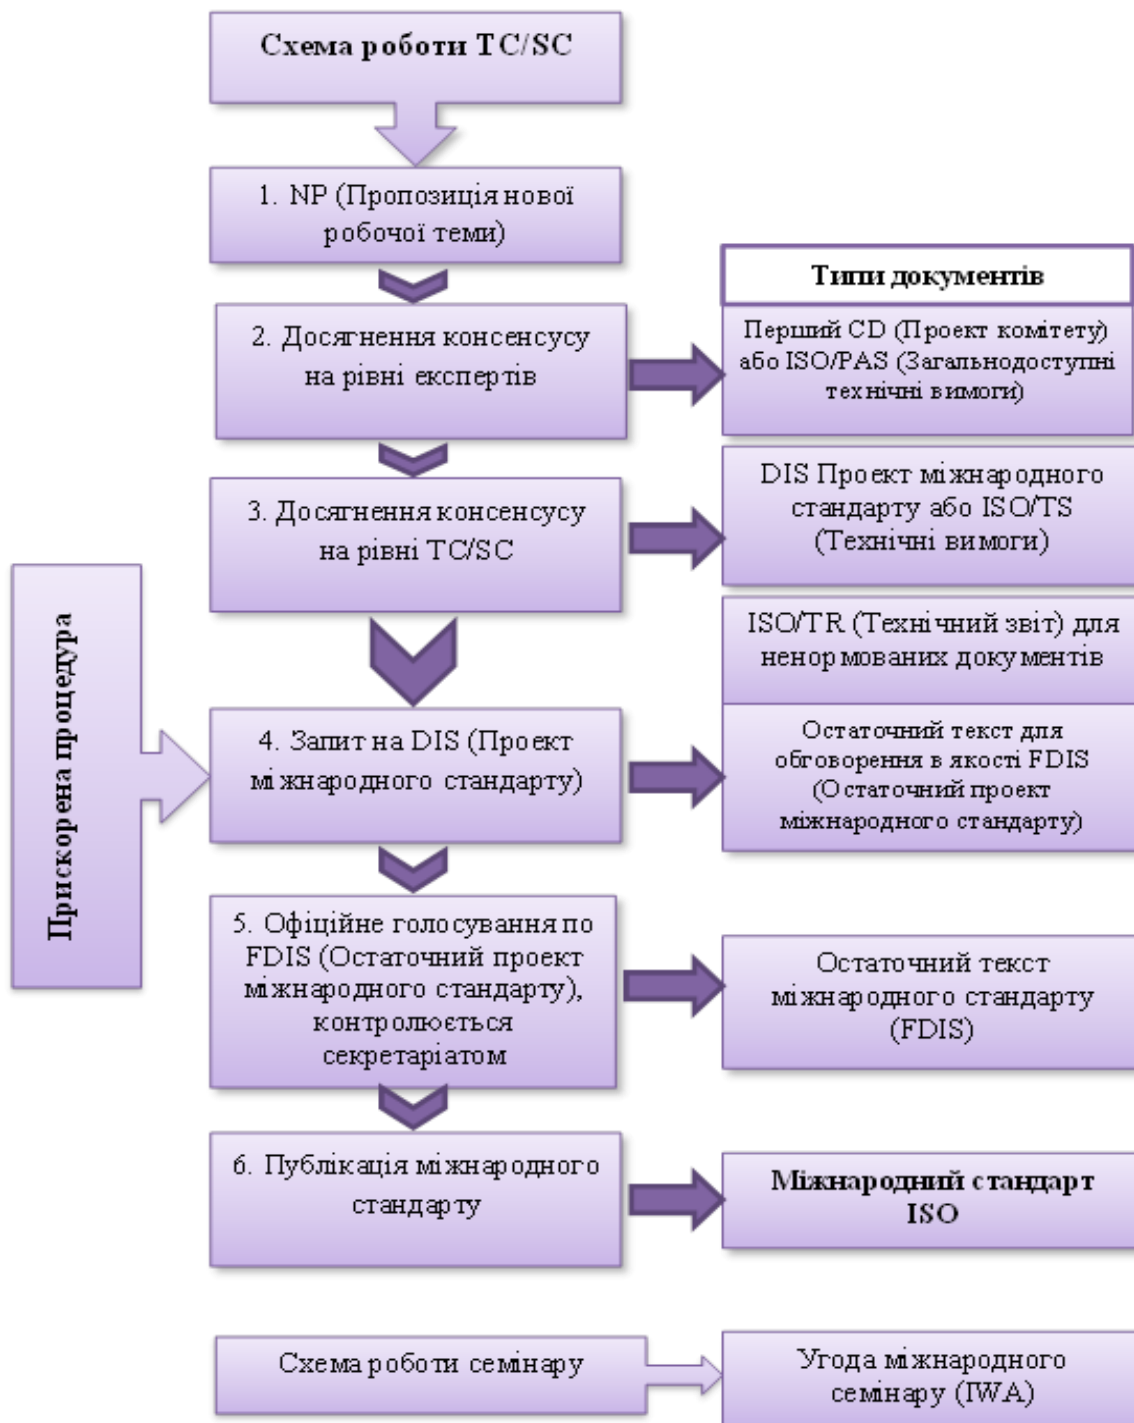 Схема роботи TC/SC
1. NP (Пропозиція нової
робочої теми)
Типи документів
2. Досягнення консенсусу
на рівні експертів
Перший CD (Проект комітету)
або ISO/PAS (Загальнодоступні
технічні вимоги)
3. Досягнення консенсусу
на рівні TC/SC
DIS Проект міжнародного
стандарту або ISO/TS
(Технічні вимоги)
ISO/TR (Технічний звіт) для
ненормованих документів
Прискорена процедура
4. Запит на DIS (Проект
міжнародного стандарту)
Остаточний текст для
обговорення в якості FDIS
(Остаточний проект
міжнародного стандарту)
5. Офіційне голосування по
FDIS (Остаточний проект
міжнародного стандарту),
контролюється
секретаріатом
Остаточний текст
міжнародного стандарту
(FDIS)
6. Публікація міжнародного
стандарту
Міжнародний стандарт
ISO
Схема роботи семінару
Угода міжнародного
семінару (IWA)